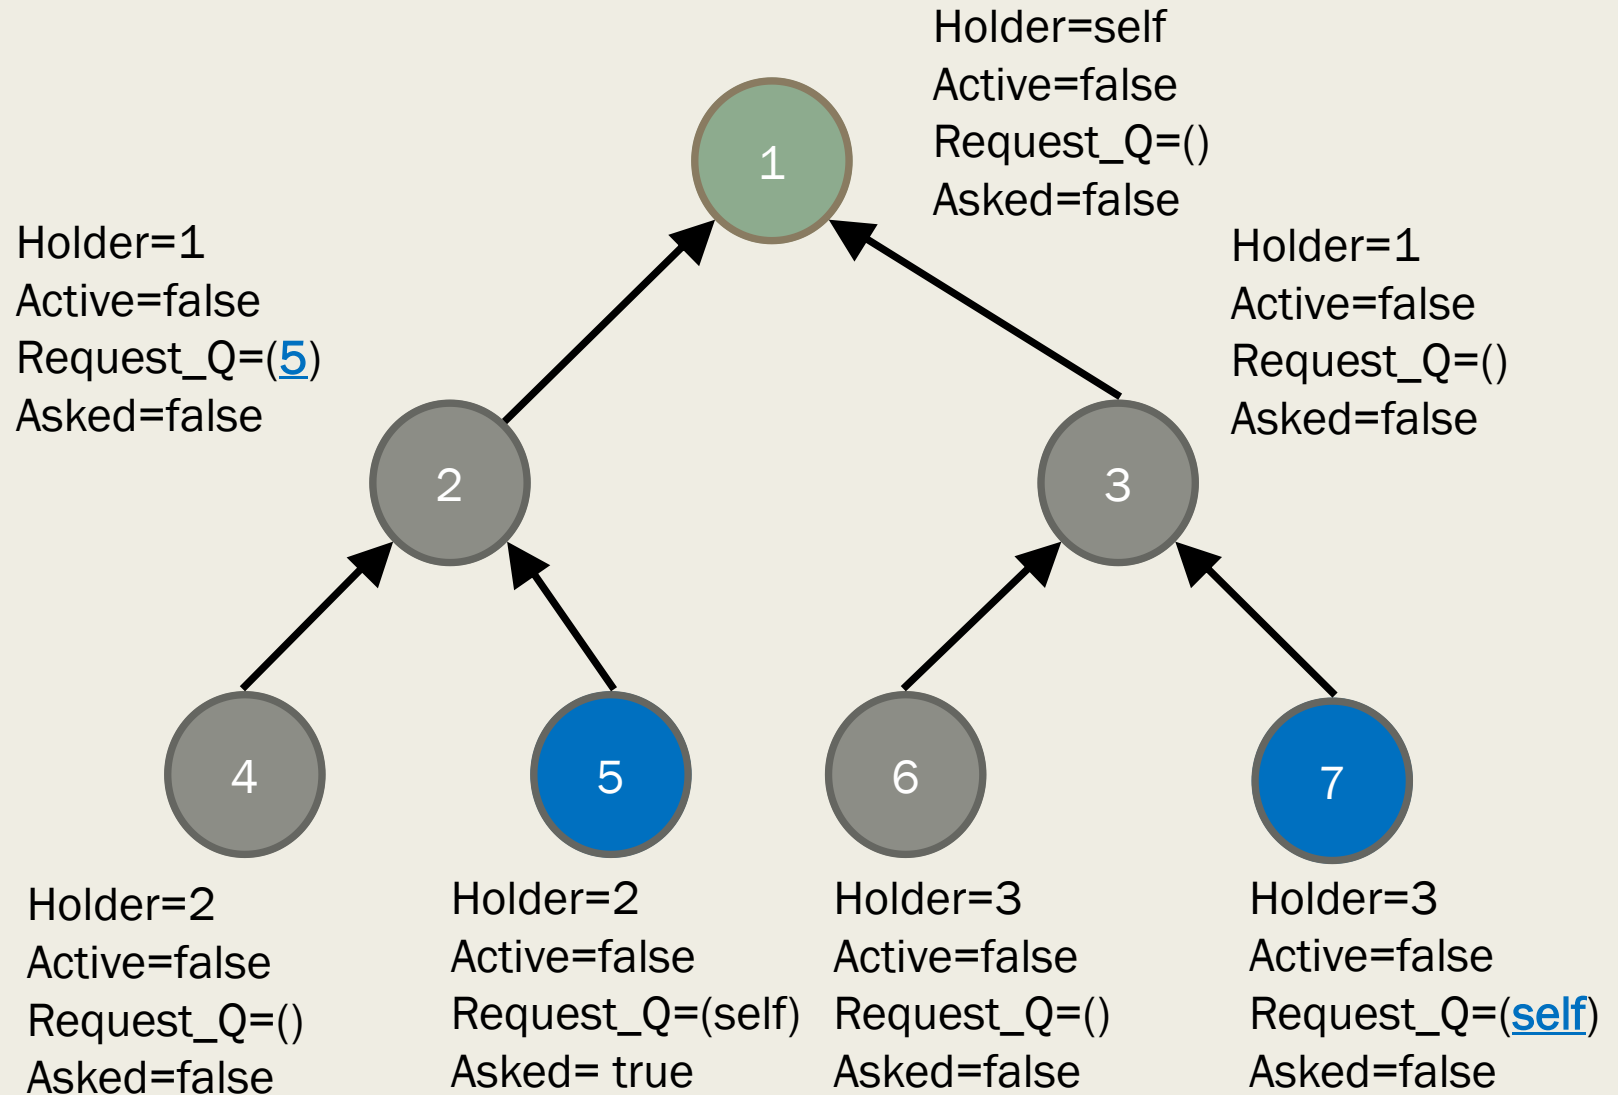 Holder=self
Active=false
Request_Q=()
Asked=false
1
Holder=1
Active=false
Request_Q=(5)
Asked=false
Holder=1
Active=false
Request_Q=()
Asked=false
2
3
4
5
6
7
Holder=2
Active=false
Request_Q=()
Asked=false
Holder=2
Active=false
Request_Q=(self)
Asked= true
Holder=3
Active=false
Request_Q=()
Asked=false
Holder=3
Active=false
Request_Q=(self)
Asked=false